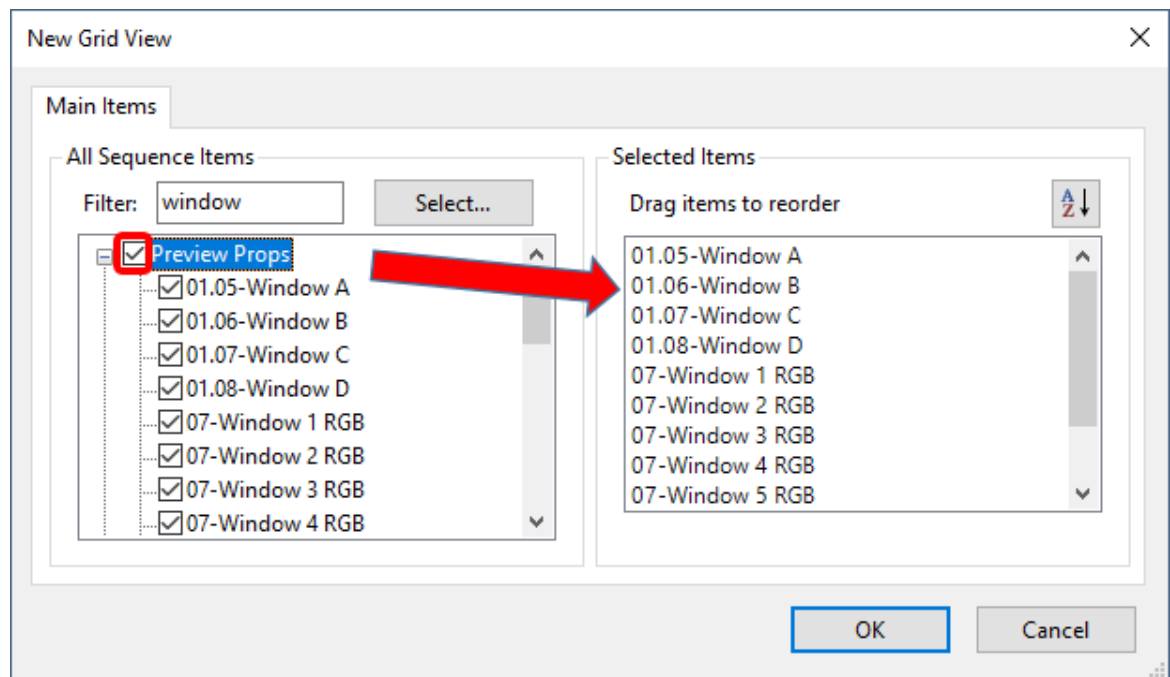 New Grid View
Main Items
All Sequence Items
Filter: window Select...
Preview Props
01.05-Window A
01.06-Window B
01.07-Window C
01.08-Window D
07-Window 1 RGB
07-Window 2 RGB
07-Window 3 RGB
07-Window 4 RGB
Selected Items
Drag items to reorder
AZ
01.05-Window A
01.06-Window B
01.07-Window C
01.08-Window D
07-Window 1 RGB
07-Window 2 RGB
07-Window 3 RGB
07-Window 4 RGB
07-Window 5 RGB
OK Cancel